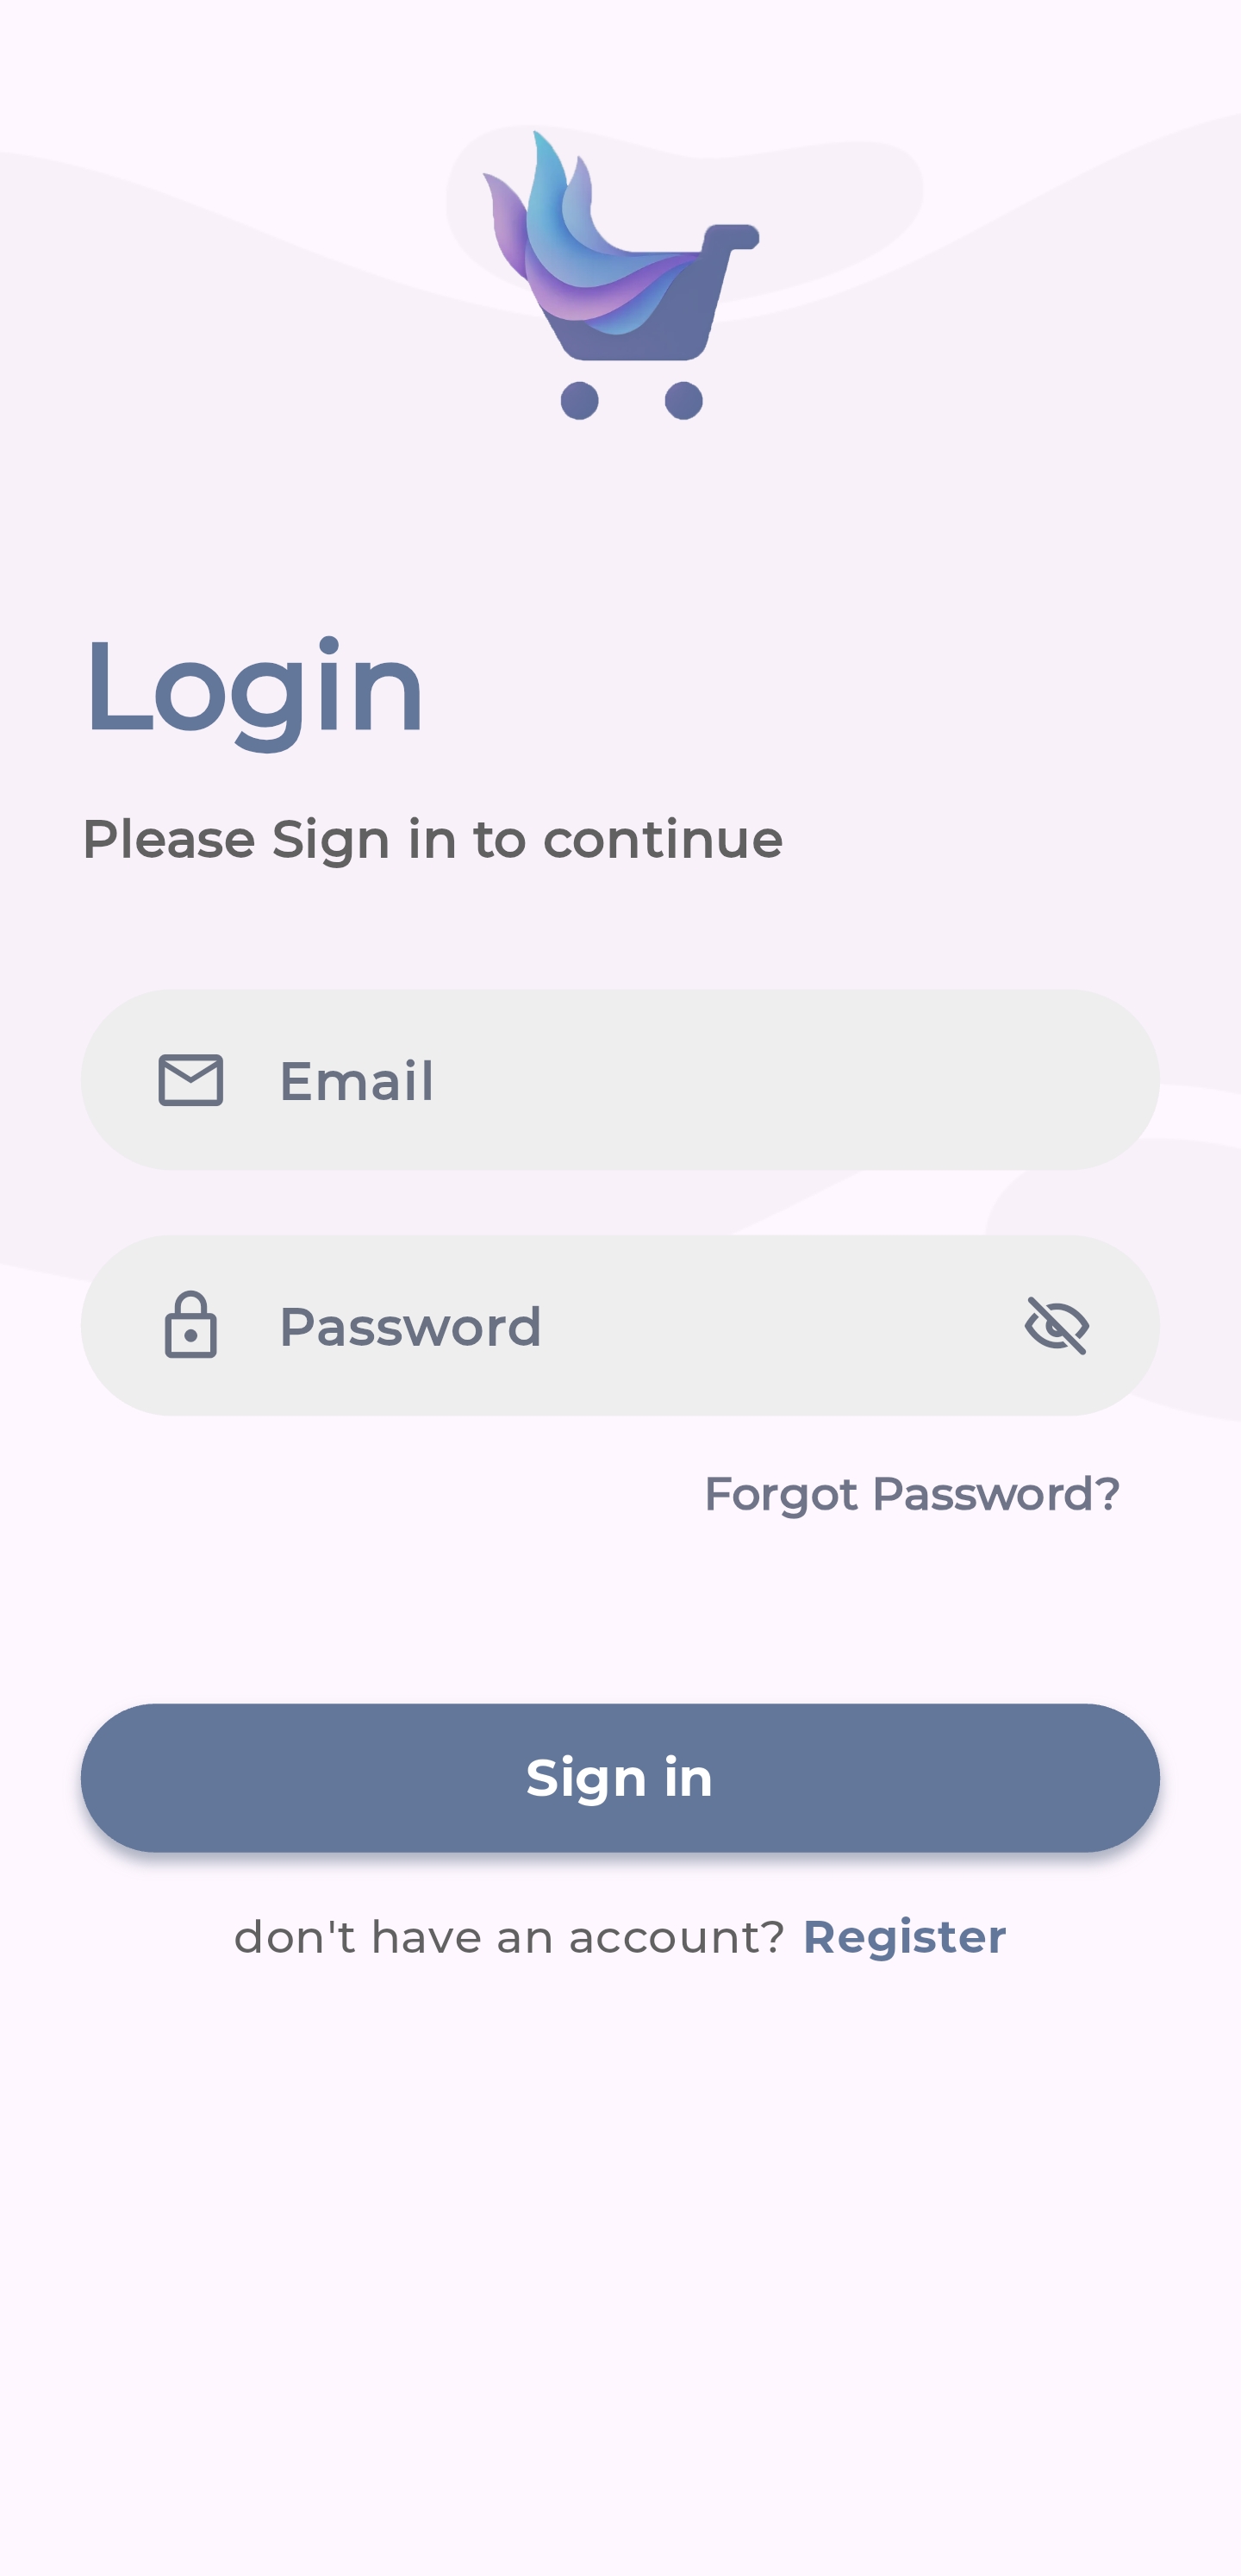 Login
Please Sign in to continue
Email
Password
Forgot Password?
Sign in
don't have an account? Register